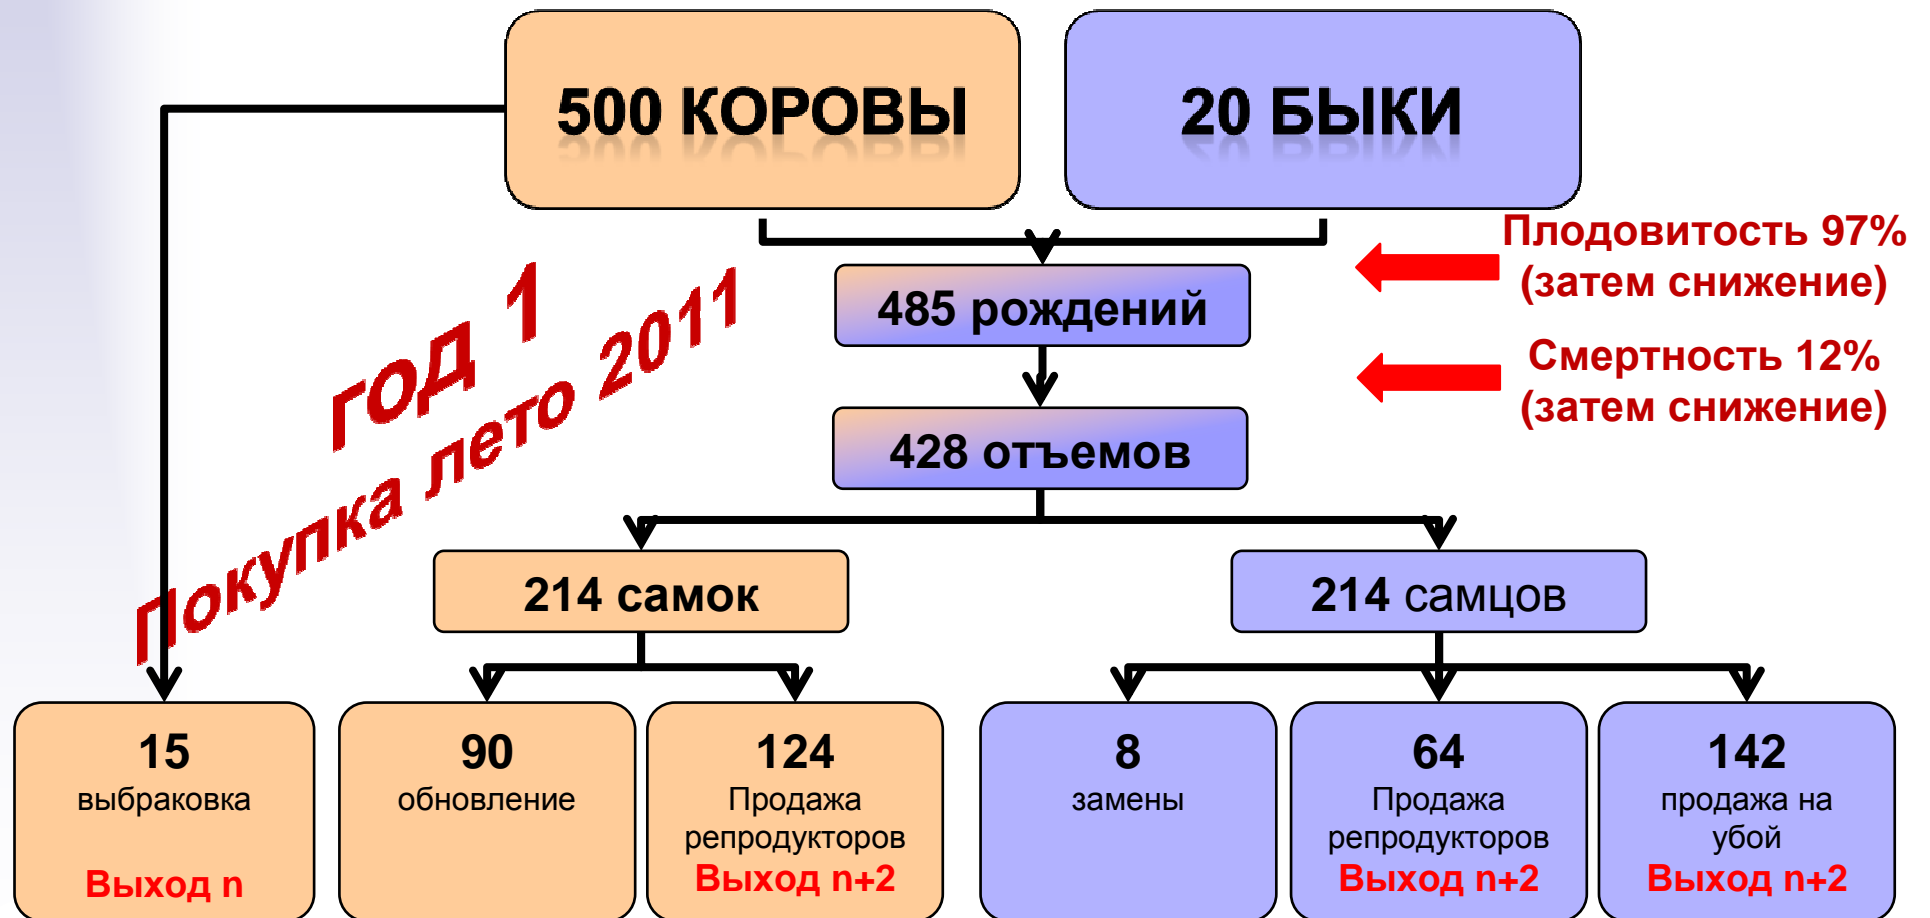 500 КОРОВЫ
20 БЫКИ
Плодовитость 97%
(затем снижение)
485 рождений
Смертность 12%
(затем снижение)
год 1
Покупка лето 2011
428 отъемов
214 самок
214 самцов
15
выбраковка
Выход n
90
обновление
124
Продажа
репродукторов
Выход n+2
8
замены
64
Продажа
репродукторов
Выход n+2
142
продажа на
убой
Выход n+2